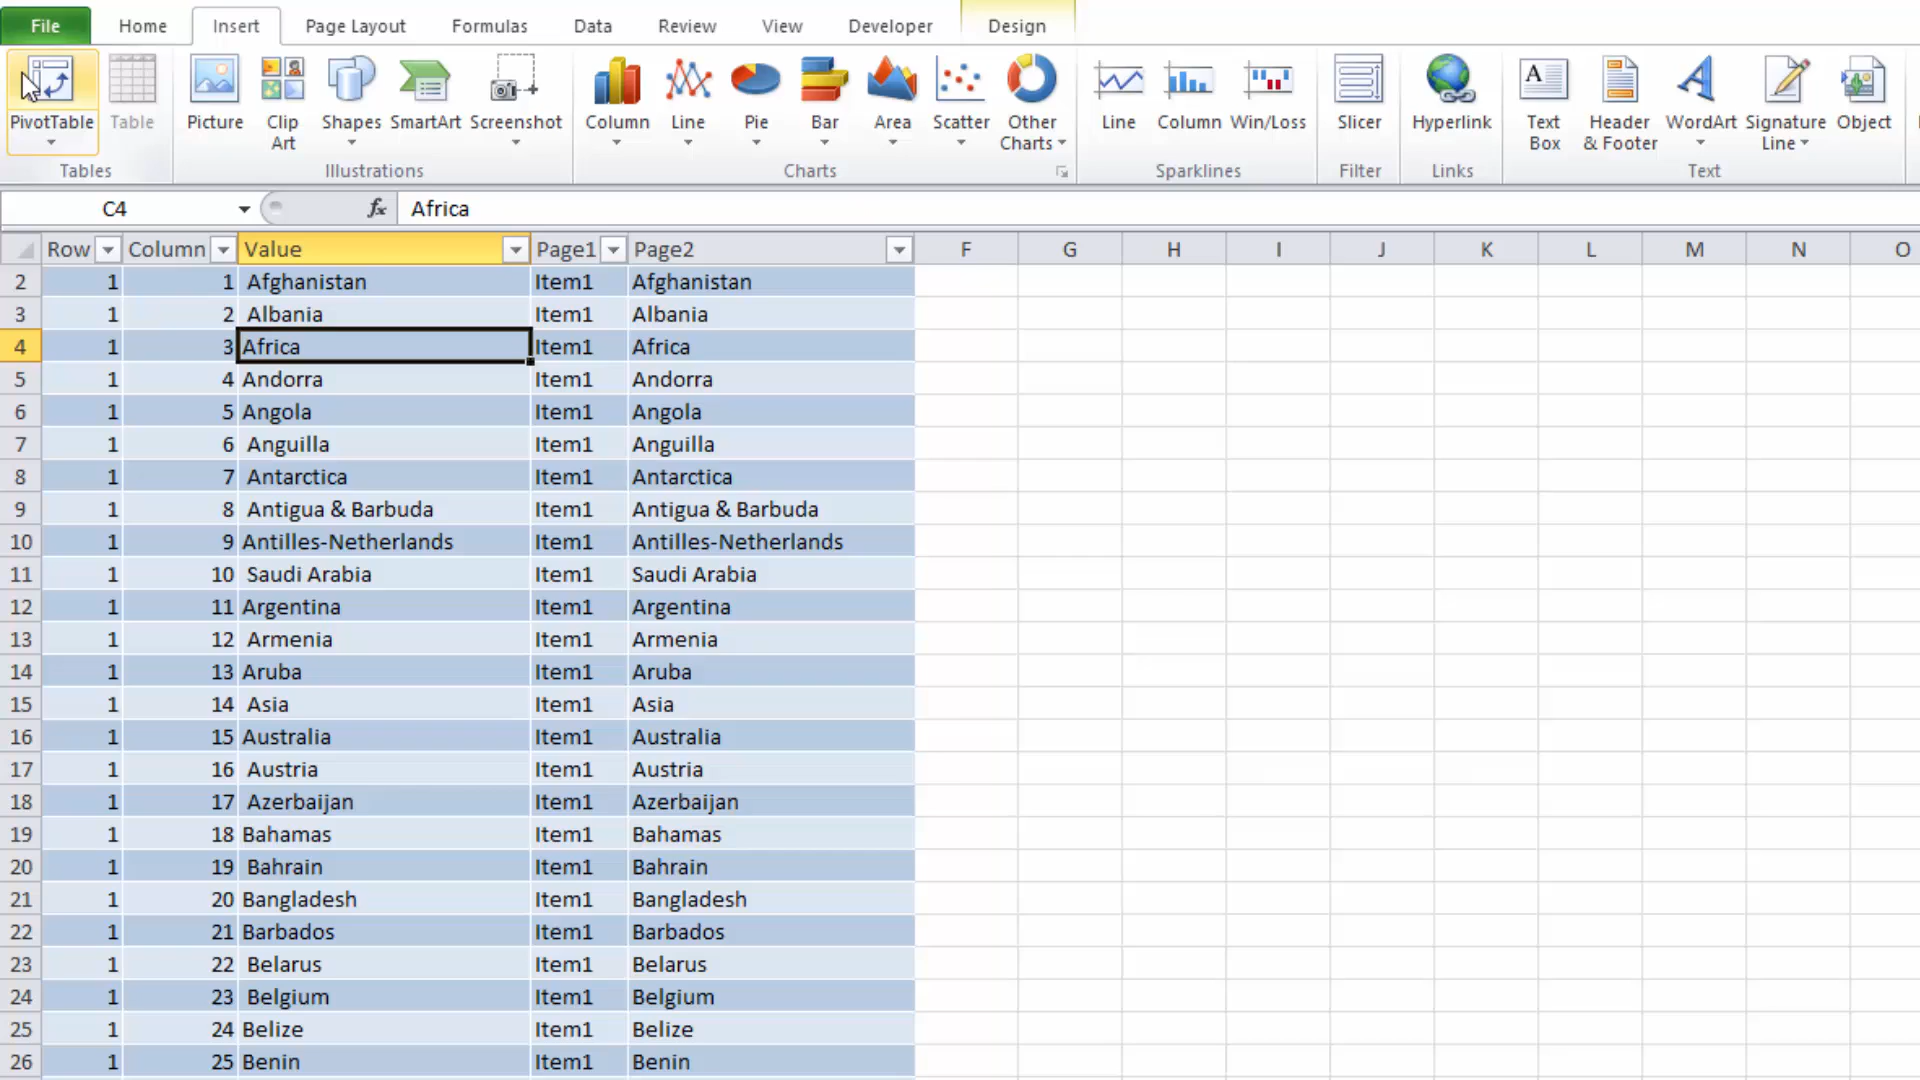 File Home Insert Page Layout Formulas Data Review View Developer Design
PivotTable Table Picture Clip Art Shapes SmartArt Screenshot Column Line Pie Bar Area Scatter Other Charts Line Column Win/Loss Slicer Hyperlink Text Box Header & Footer WordArt Signature Line Object
Tables Illustrations Charts Sparklines Filter Links Text
C4 fx Africa
Row Column Value Page1 Page2 F G H I J K L M N O
2 1 1 Afghanistan Item1 Afghanistan
3 1 2 Albania Item1 Albania
4 1 3 Africa Item1 Africa
5 1 4 Andorra Item1 Andorra
6 1 5 Angola Item1 Angola
7 1 6 Anguilla Item1 Anguilla
8 1 7 Antarctica Item1 Antarctica
9 1 8 Antigua & Barbuda Item1 Antigua & Barbuda
10 1 9 Antilles-Netherlands Item1 Antilles-Netherlands
11 1 10 Saudi Arabia Item1 Saudi Arabia
12 1 11 Argentina Item1 Argentina
13 1 12 Armenia Item1 Armenia
14 1 13 Aruba Item1 Aruba
15 1 14 Asia Item1 Asia
16 1 15 Australia Item1 Australia
17 1 16 Austria Item1 Austria
18 1 17 Azerbaijan Item1 Azerbaijan
19 1 18 Bahamas Item1 Bahamas
20 1 19 Bahrain Item1 Bahrain
21 1 20 Bangladesh Item1 Bangladesh
22 1 21 Barbados Item1 Barbados
23 1 22 Belarus Item1 Belarus
24 1 23 Belgium Item1 Belgium
25 1 24 Belize Item1 Belize
26 1 25 Benin Item1 Benin